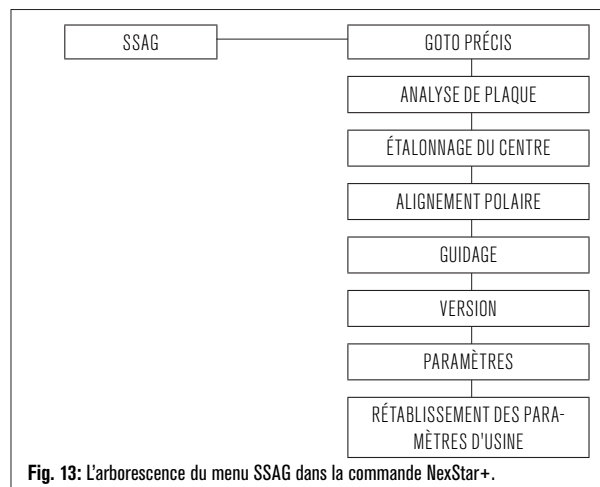 SSAG
GOTO PRÉCIS
ANALYSE DE PLAQUE
ÉTALONNAGE DU CENTRE
ALIGNEMENT POLAIRE
GUIDAGE
VERSION
PARAMÈTRES
RÉTABLISSEMENT DES PARA-
MÈTRES D'USINE
Fig. 13: L’arborescence du menu SSAG dans la commande NexStar+.